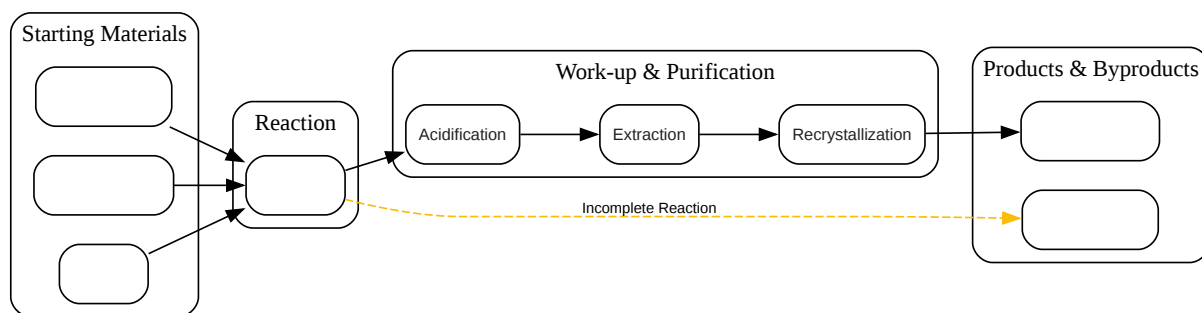 Starting Materials
Reaction
Work-up & Purification
Acidification
Extraction
Recrystallization
Incomplete Reaction
Products & Byproducts